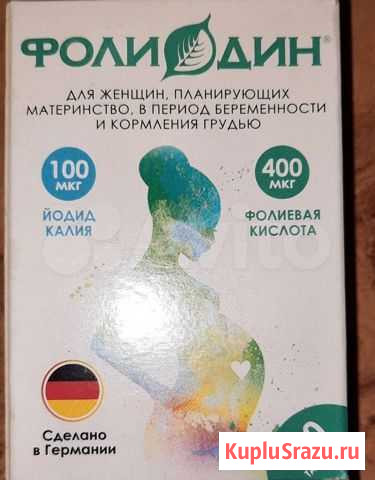 ФОЛИОДИН®
ДЛЯ ЖЕНЩИН, ПЛАНИРУЮЩИХ
МАТЕРИНСТВО, В ПЕРИОД БЕРЕМЕННОСТИ
И КОРМЛЕНИЯ ГРУДЬЮ
100
МКГ
ЙОДИД
КАЛИЯ
400
МКГ
ФОЛИЕВАЯ
КИСЛОТА
Avito
Сделано
в Германии
KupluSrazu.ru